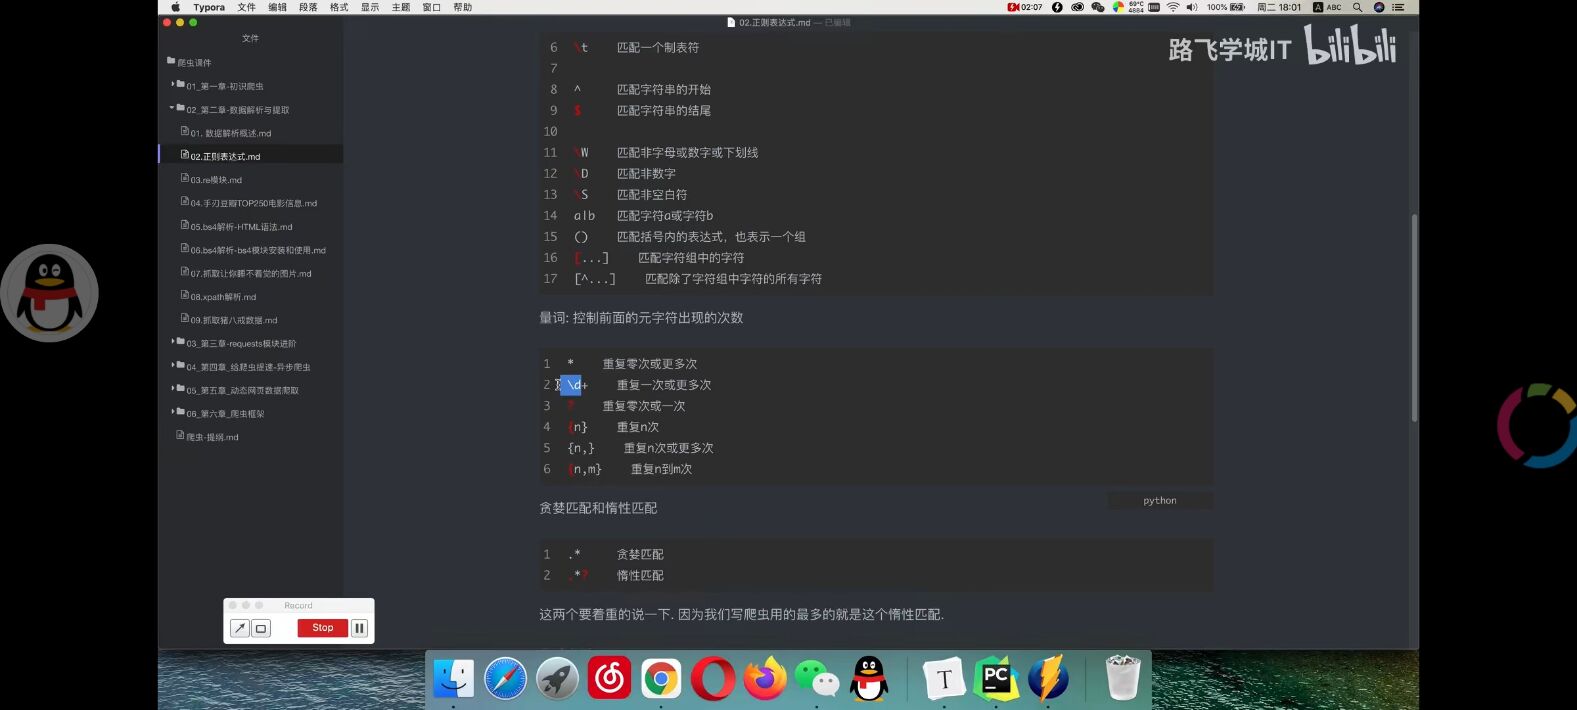 Typora 文件 编辑 段落 格式 显示 主题 窗口 帮助
02:07 69°C 4884 100% 周二 18:01 A ABC
02.正则表达式.md — 已编辑
文件
路飞学城IT bilibili
爬虫课件
01_第一章-初识爬虫
02_第二章-数据解析与提取
01. 数据解析概述.md
02.正则表达式.md
03.re模块.md
04.手刃豆瓣TOP250电影信息.md
05.bs4解析-HTML语法.md
06.bs4解析-bs4模块安装和使用.md
07.抓取让你睡不着觉的图片.md
08.xpath解析.md
09.抓取猪八戒数据.md
03_第三章-requests模块进阶
04_第四章_给爬虫提速-异步爬虫
05_第五章_动态网页数据爬取
06_第六章_爬虫框架
爬虫-提纲.md
6 \t 匹配一个制表符
7
8 ^ 匹配字符串的开始
9 $ 匹配字符串的结尾
10
11 \W 匹配非字母或数字或下划线
12 \D 匹配非数字
13 \S 匹配非空白符
14 a|b 匹配字符a或字符b
15 () 匹配括号内的表达式，也表示一个组
16 [...] 匹配字符组中的字符
17 [^...] 匹配除了字符组中字符的所有字符
量词: 控制前面的元字符出现的次数
1 * 重复零次或更多次
2 \d+ 重复一次或更多次
3 ? 重复零次或一次
4 {n} 重复n次
5 {n,} 重复n次或更多次
6 {n,m} 重复n到m次
python
贪婪匹配和惰性匹配
1 .* 贪婪匹配
2 .*? 惰性匹配
这两个要着重的说一下. 因为我们写爬虫用的最多的就是这个惰性匹配.
Record
Stop
T
PC